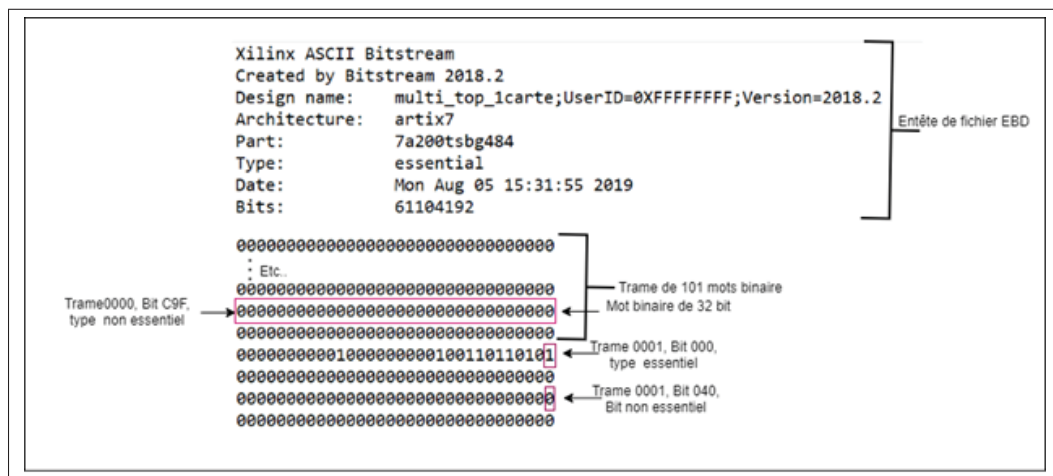 Xilinx ASCII Bitstream
Created by Bitstream 2018.2
Design name: multi_top_1carte;UserID=0XFFFFFFFF;Version=2018.2
Architecture: artix7
Part: 7a200tsbg484
Type: essential
Date: Mon Aug 05 15:31:55 2019
Bits: 61104192
Entête de fichier EBD
00000000000000000000000000000000
Etc..
00000000000000000000000000000000
Trame de 101 mots binaire
Trame0000, Bit C9F,
type non essentiel
00000000000000000000000000000000
Mot binaire de 32 bit
00000000000000000000000000000000
00000000001000000000100110110101
Trame 0001, Bit 000,
type essentiel
00000000000000000000000000000000
00000000000000000000000000000000
Trame 0001, Bit 040,
Bit non essentiel
00000000000000000000000000000000